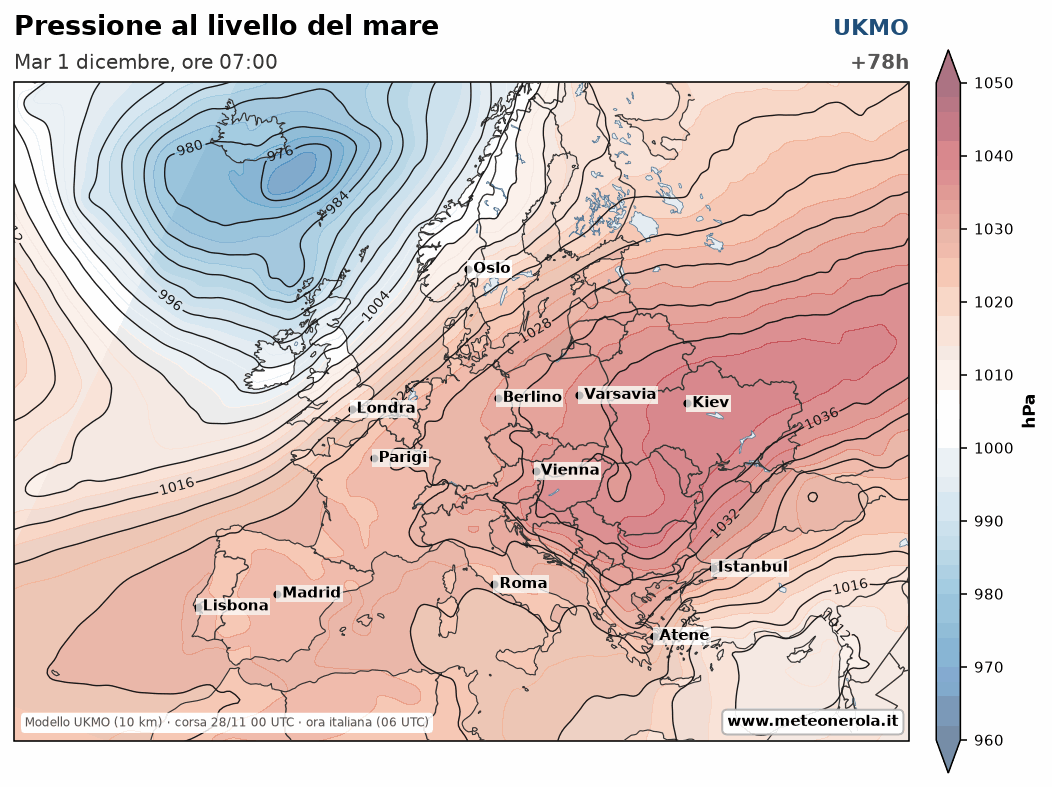 Pressione al livello del mare
UKMO
Mar 1 dicembre, ore 07:00
+78h
1050
1040
1030
1020
1010
1000
990
980
970
960
hPa
980
976
984
996
1004
1028
1016
1036
1032
1016
1012
12
Oslo
Londra
Berlino
Varsavia
Kiev
Parigi
Vienna
Istanbul
Roma
Madrid
Lisbona
Atene
Modello UKMO (10 km) · corsa 28/11 00 UTC · ora italiana (06 UTC)
www.meteonerola.it